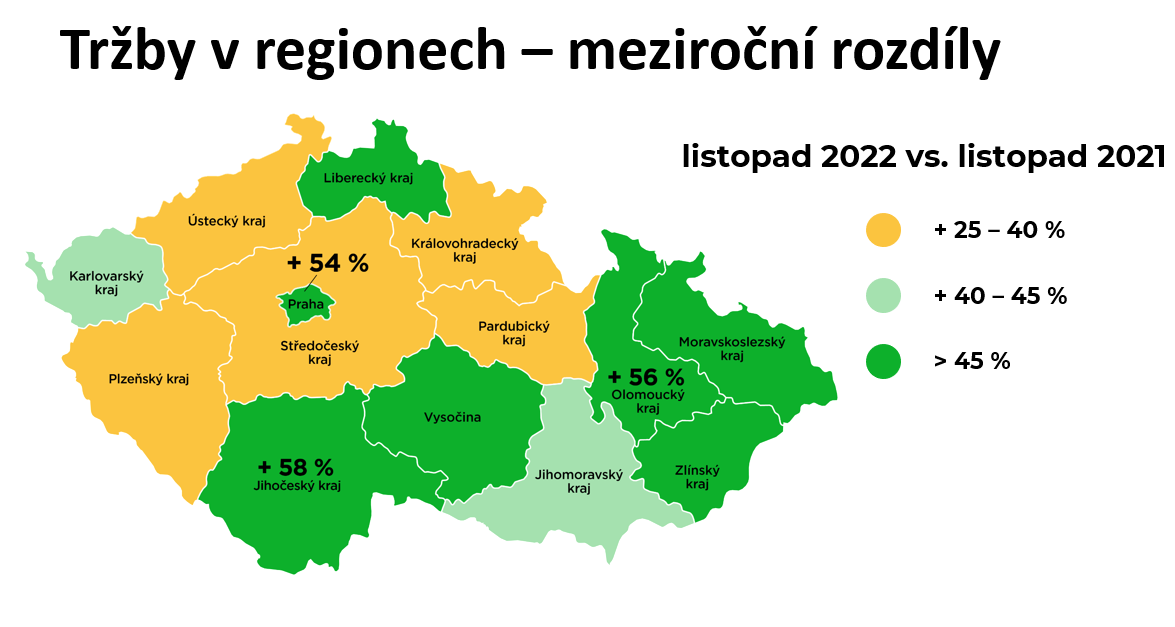 Tržby v regionech – meziroční rozdíly
listopad 2022 vs. listopad 2021
+ 25 – 40 %
+ 40 – 45 %
> 45 %
Liberecký kraj
Ústecký kraj
Královohradecký
kraj
+ 54 %
Karlovarský
kraj
Praha
Pardubický
kraj
Středočeský
kraj
Moravskoslezský
kraj
Plzeňský kraj
+ 56 %
Olomoucký
kraj
Vysočina
+ 58 %
Jihočeský kraj
Jihomoravský
kraj
Zlínský
kraj